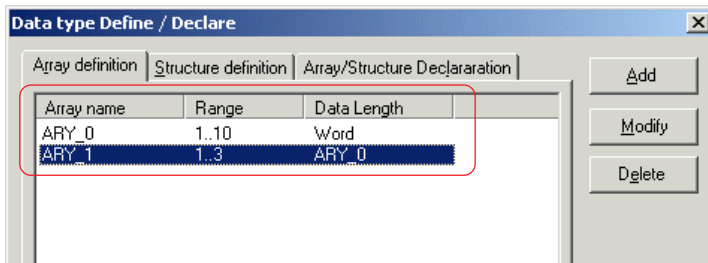 Data type Define / Declare
Array definition Structure definition Array/Structure Declararation
Add
Array name Range Data Length
ARY_0 1..10 Word
Modify
ARY_1 1..3 ARY_0
Delete